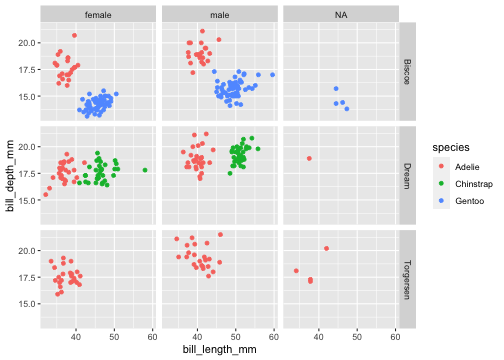 female male NA
20.0
17.5
15.0
Biscoe
20.0
17.5
15.0
Dream
20.0
17.5
15.0
Torgersen
40 50 60 40 50 60 40 50 60
bill_length_mm
bill_depth_mm
species
Adelie
Chinstrap
Gentoo